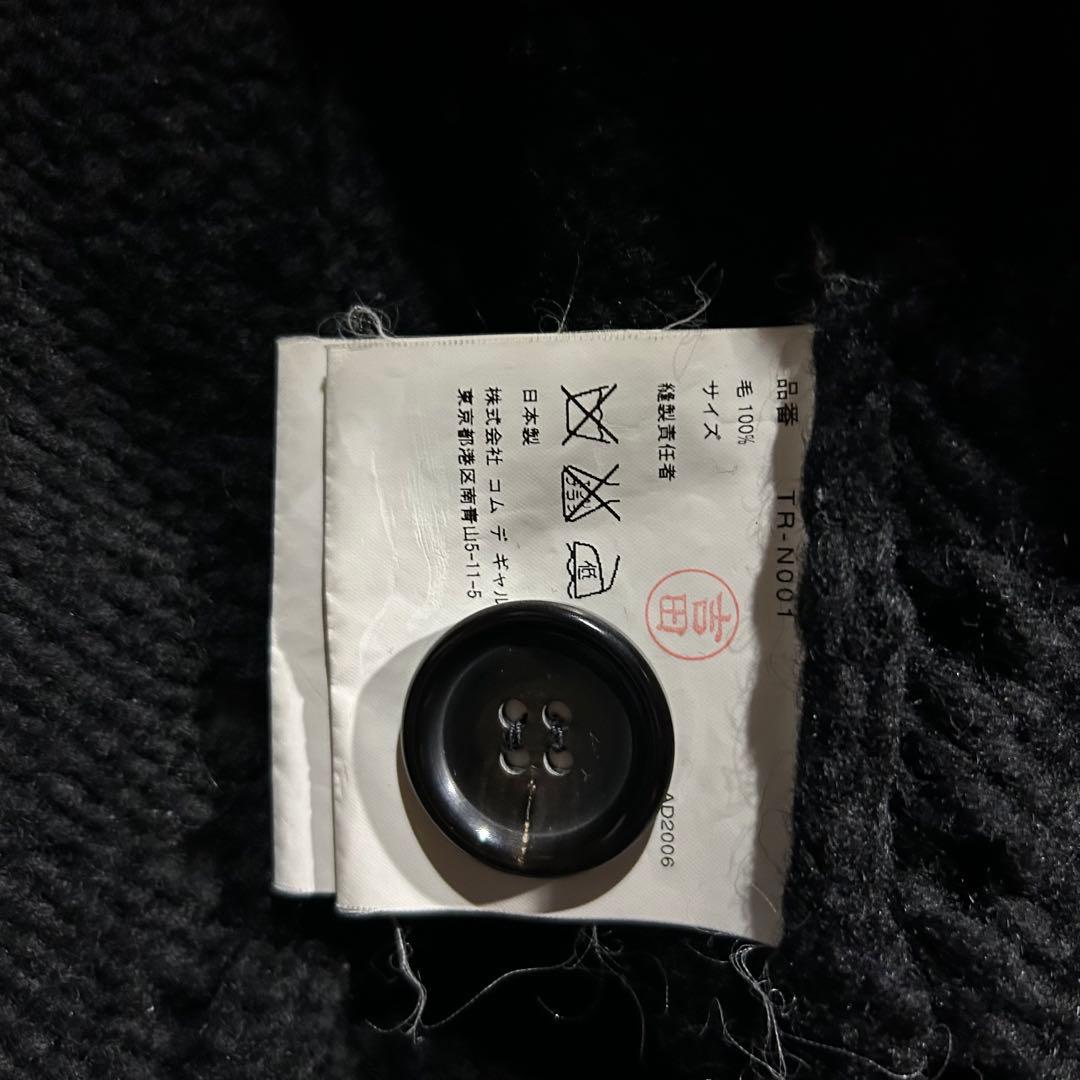 品番 TR-N001
毛 100%
サイズ
縫製責任者
吉田
AD2006
低
日本製
株式会社 コム デ ギャル
東京都港区南青山5-11-5